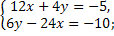 { 12x + 4y = −5,
6y − 24x = −10;